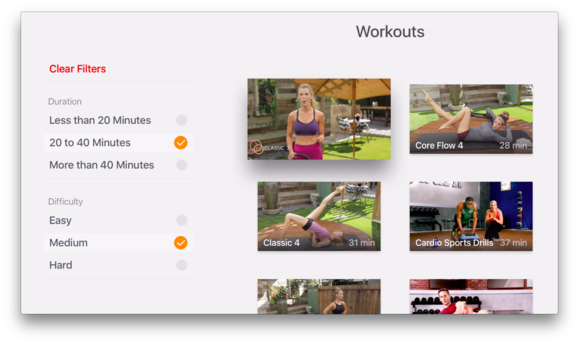 Workouts
Clear Filters
Duration
Less than 20 Minutes
20 to 40 Minutes
More than 40 Minutes
Difficulty
Easy
Medium
Hard
CLASSIC 3
Core Flow 4 28 min
Classic 4 31 min
Cardio Sports Drills 37 min